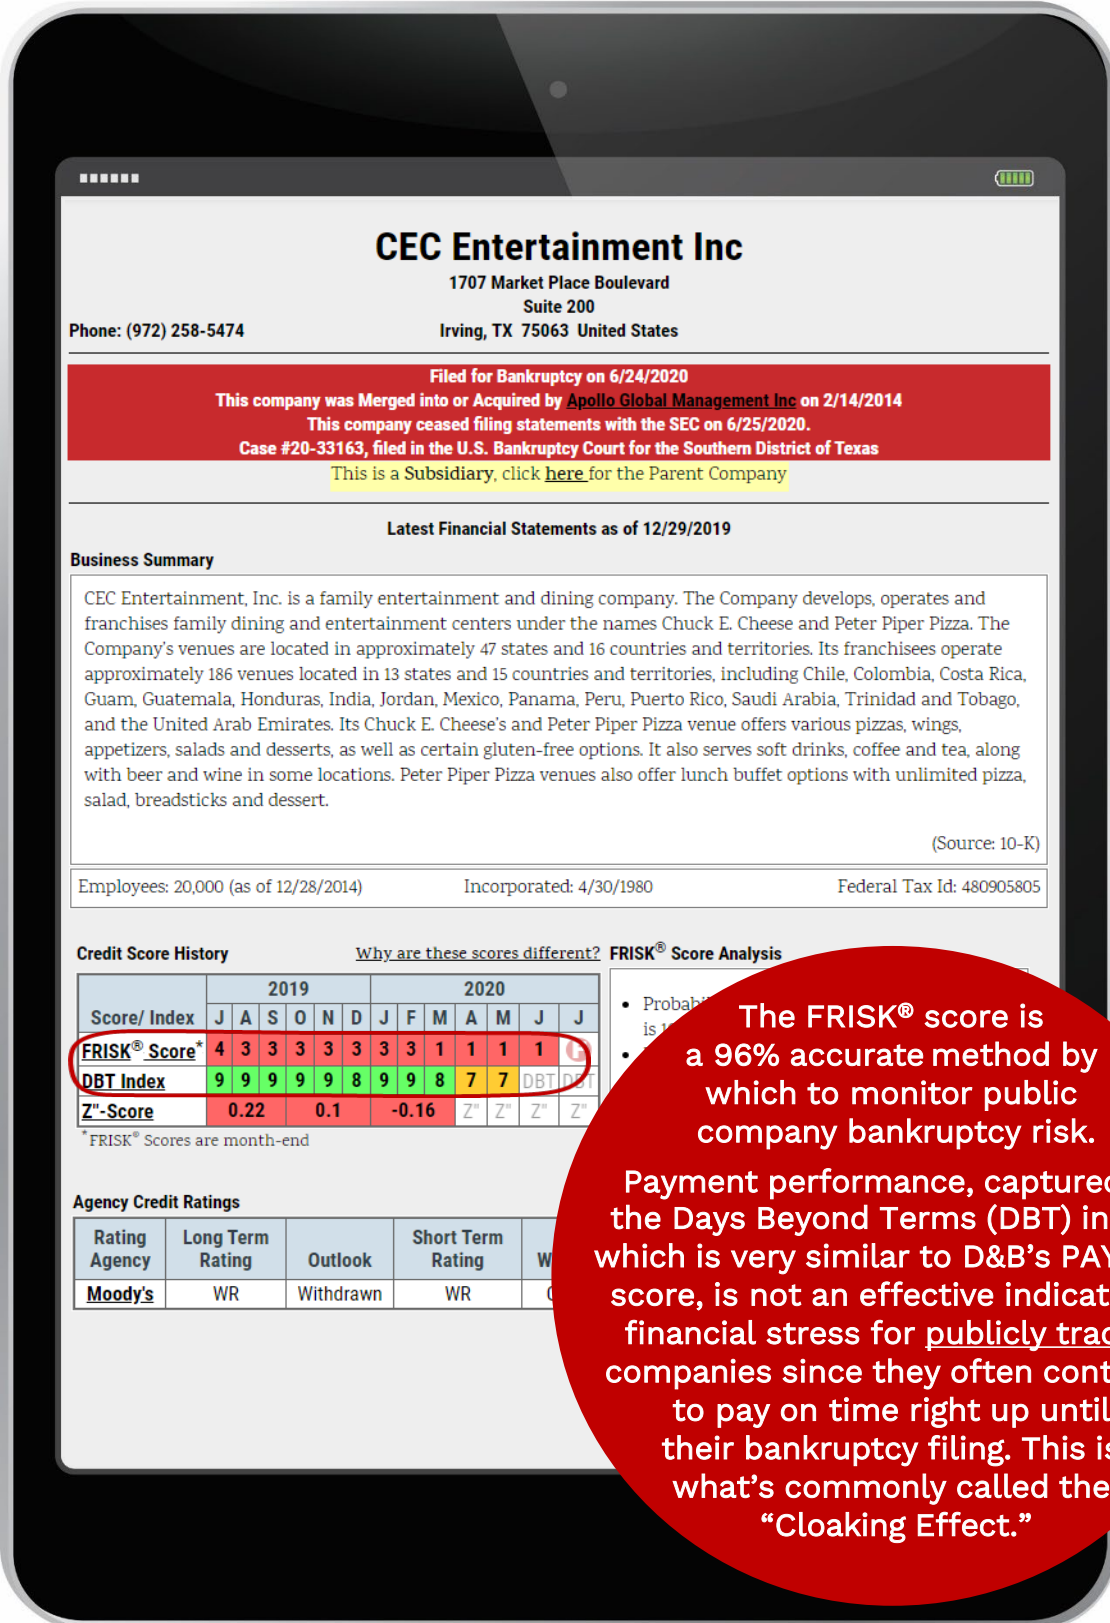 CEC Entertainment Inc
1707 Market Place Boulevard
Suite 200
Phone: (972) 258-5474 Irving, TX 75063 United States
Filed for Bankruptcy on 6/24/2020
This company was Merged into or Acquired by Apollo Global Management Inc on 2/14/2014
This company ceased filing statements with the SEC on 6/25/2020.
Case #20-33163, filed in the U.S. Bankruptcy Court for the Southern District of Texas
This is a Subsidiary, click here for the Parent Company
Latest Financial Statements as of 12/29/2019
Business Summary
CEC Entertainment, Inc. is a family entertainment and dining company. The Company develops, operates and
franchises family dining and entertainment centers under the names Chuck E. Cheese and Peter Piper Pizza. The
Company's venues are located in approximately 47 states and 16 countries and territories. Its franchisees operate
approximately 186 venues located in 13 states and 15 countries and territories, including Chile, Colombia, Costa Rica,
Guam, Guatemala, Honduras, India, Jordan, Mexico, Panama, Peru, Puerto Rico, Saudi Arabia, Trinidad and Tobago,
and the United Arab Emirates. Its Chuck E. Cheese's and Peter Piper Pizza venue offers various pizzas, wings,
appetizers, salads and desserts, as well as certain gluten-free options. It also serves soft drinks, coffee and tea, along
with beer and wine in some locations. Peter Piper Pizza venues also offer lunch buffet options with unlimited pizza,
salad, breadsticks and dessert.
(Source: 10-K)
Employees: 20,000 (as of 12/28/2014) Incorporated: 4/30/1980 Federal Tax Id: 480905805
Credit Score History Why are these scores different?
2019 2020
Score/ Index J A S O N D J F M A M J J
FRISK® Score* 4 3 3 3 3 3 3 3 1 1 1 1
DBT Index 9 9 9 9 9 8 9 9 8 7 7 DBT DBT
Z"-Score 0.22 0.1 -0.16 Z" Z" Z" Z"
*FRISK® Scores are month-end
FRISK® Score Analysis
• 
is
Agency Credit Ratings
Rating Agency Long Term Rating Outlook Short Term Rating
Moody's WR Withdrawn WR
The FRISK® score is
a 96% accurate method by
which to monitor public
company bankruptcy risk.
Payment performance, captured
the Days Beyond Terms (DBT)
which is very similar to D&B's
score, is not an effective
financial stress for publicly
companies since they often
to pay on time right up until
their bankruptcy filing. This is
what's commonly called the
“Cloaking Effect.”